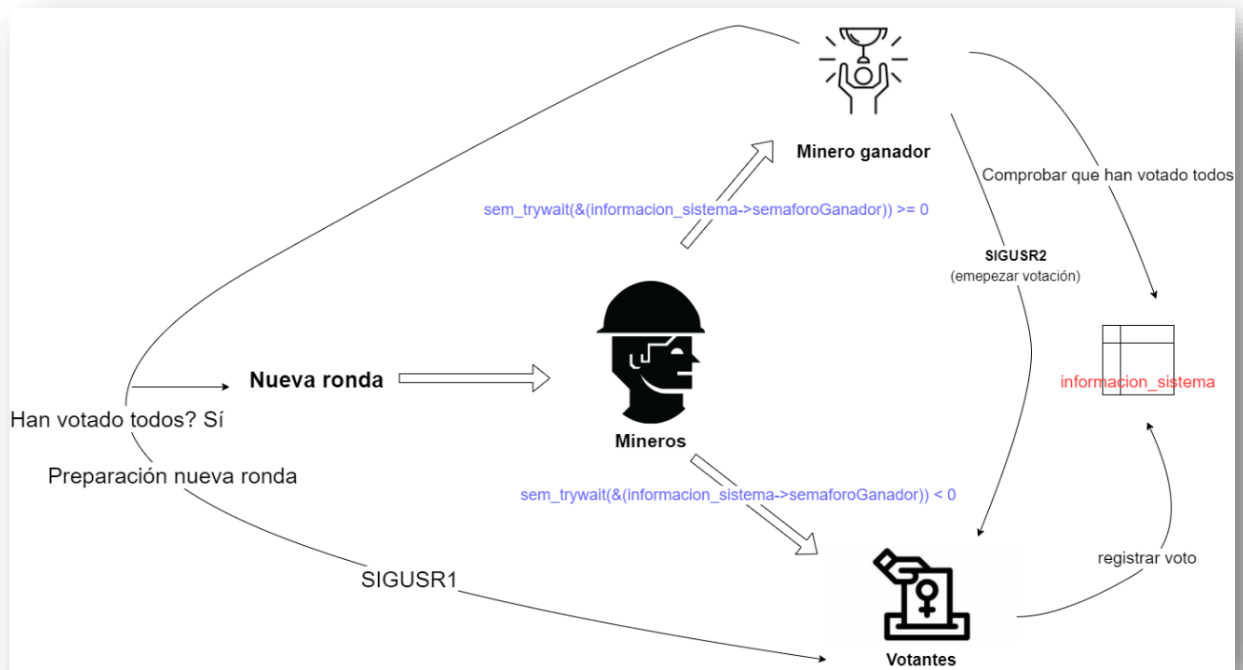 Minero ganador
Comprobar que han votado todos
sem_trywait(&(informacion_sistema->semaforoGanador)) >= 0
SIGUSR2
(emepezar votación)
Nueva ronda
informacion_sistema
Han votado todos? Sí
Mineros
Preparación nueva ronda
sem_trywait(&(informacion_sistema->semaforoGanador)) < 0
registrar voto
SIGUSR1
Votantes